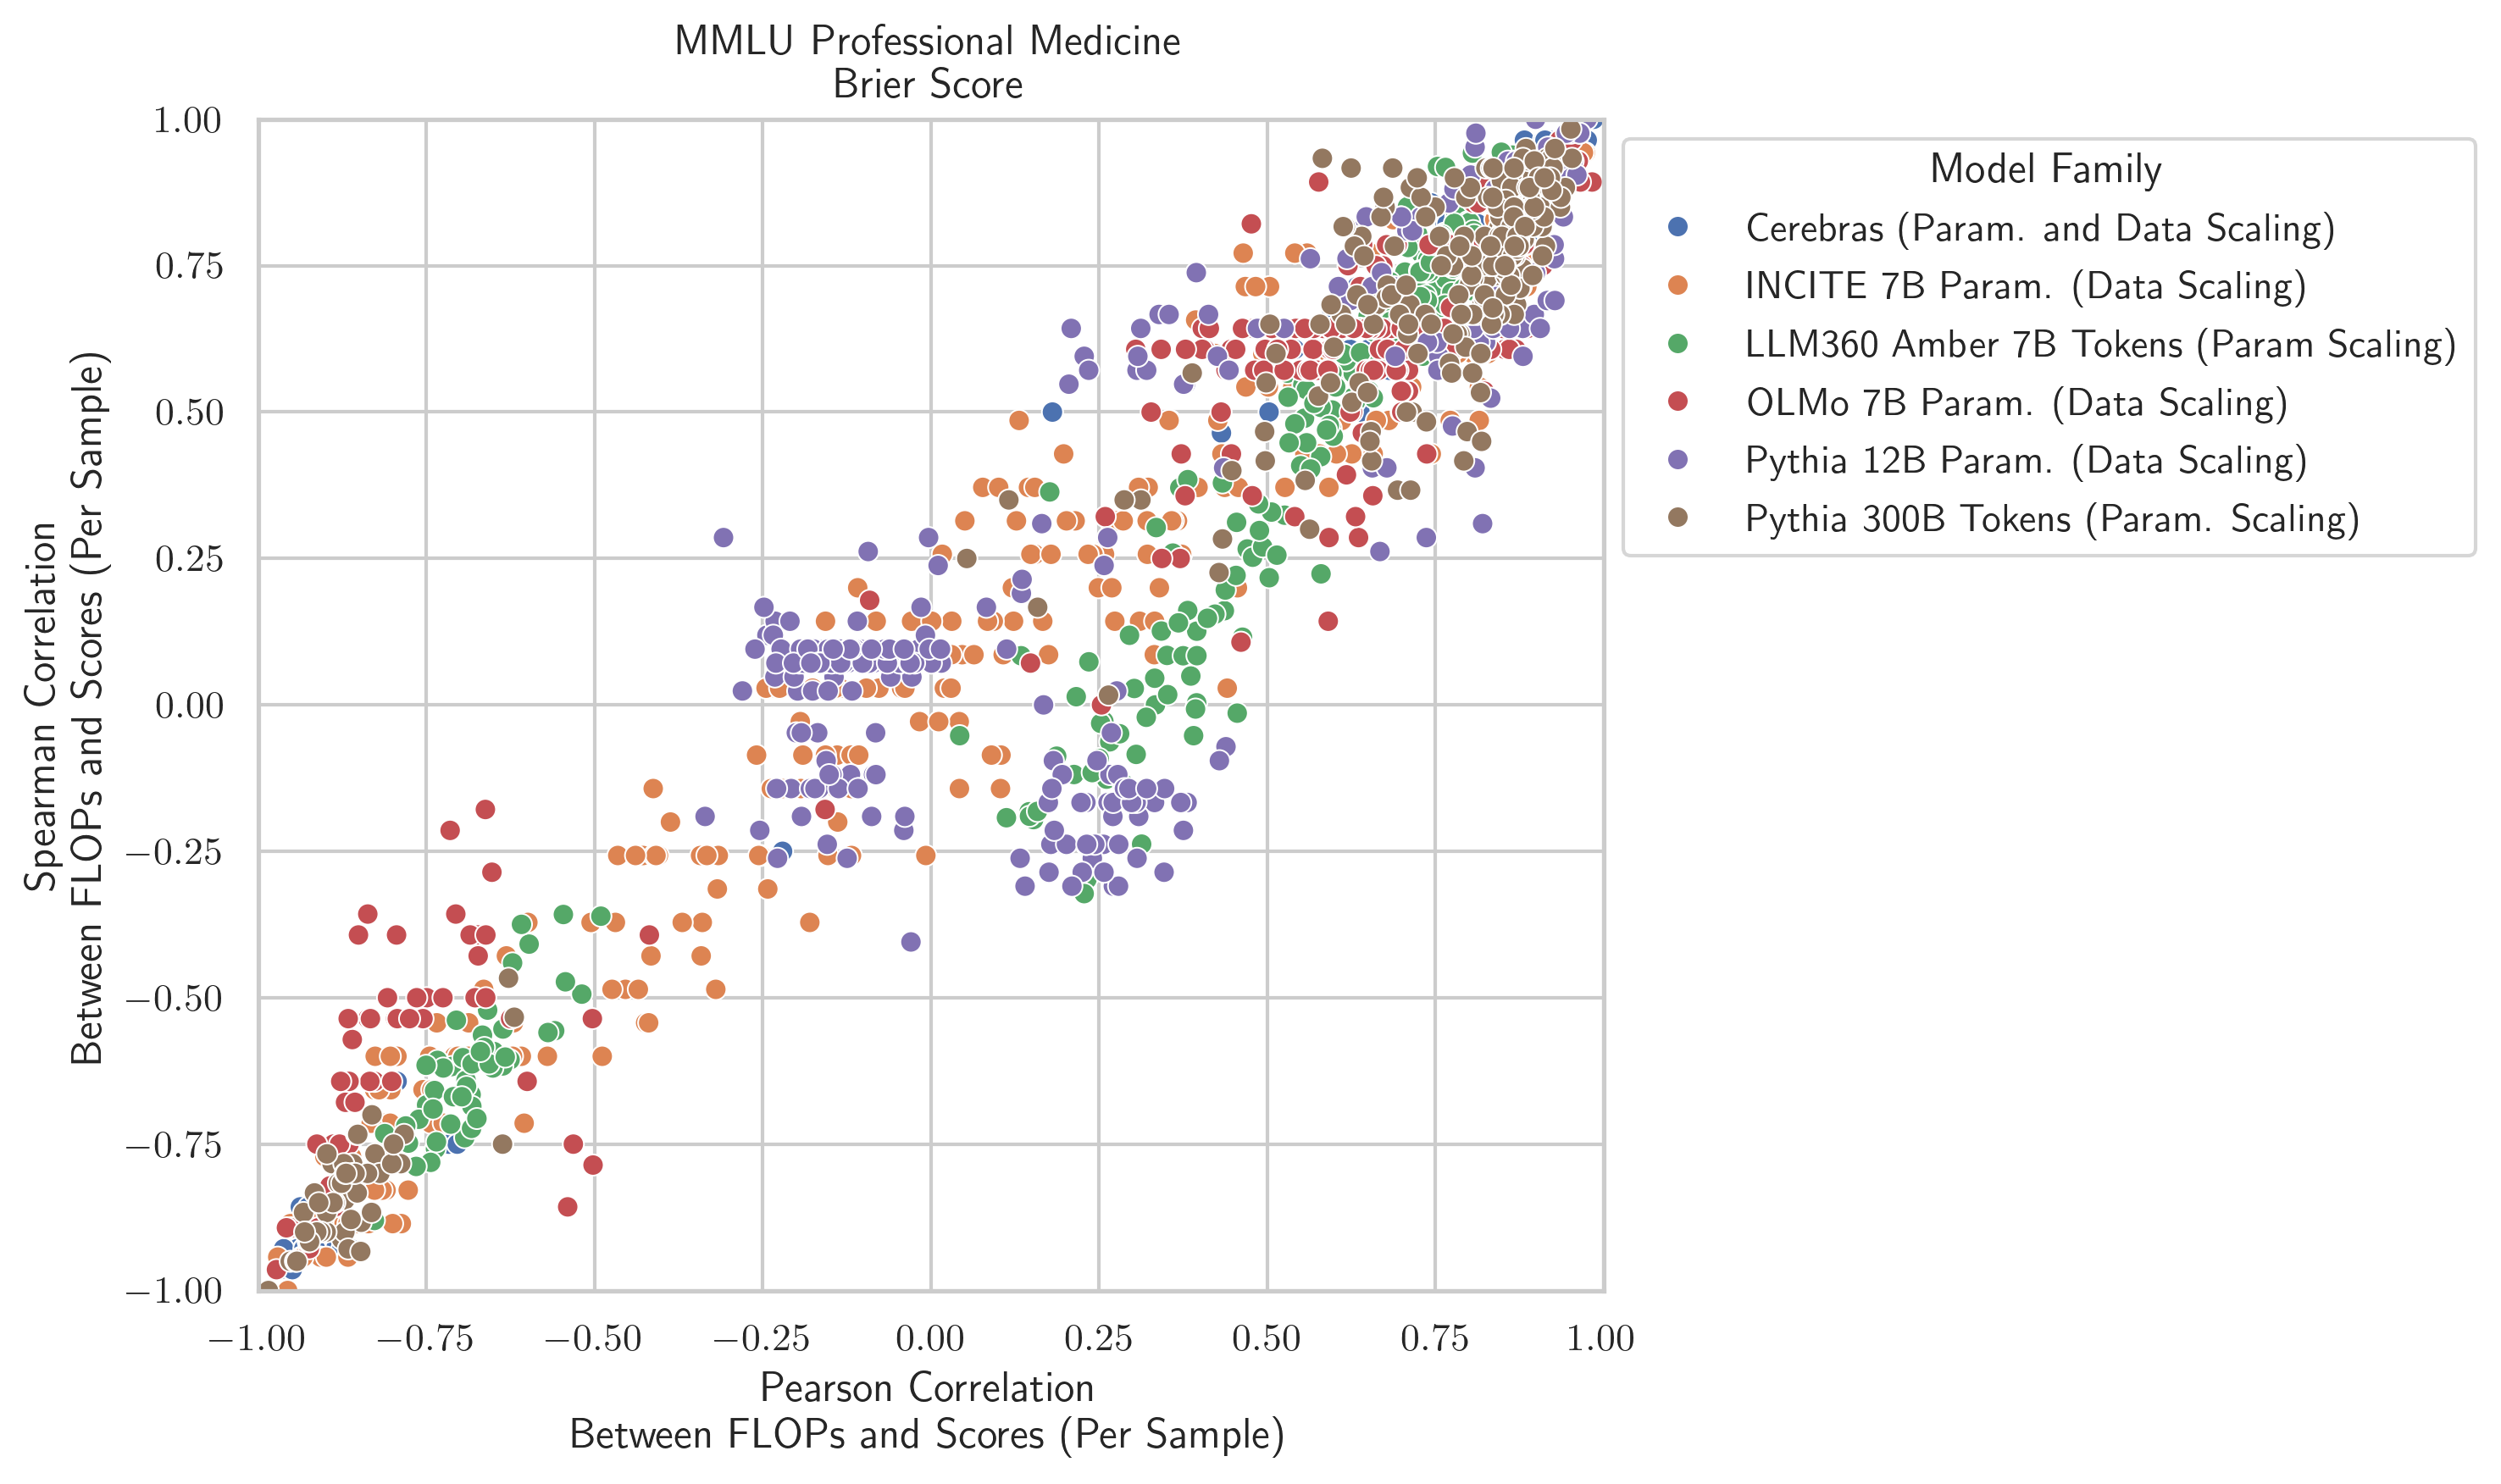 MMLU Professional Medicine
Brier Score
Spearman Correlation
Between FLOPs and Scores (Per Sample)
1.00
0.75
0.50
0.25
0.00
−0.25
−0.50
−0.75
−1.00
−1.00 −0.75 −0.50 −0.25 0.00 0.25 0.50 0.75 1.00
Pearson Correlation
Between FLOPs and Scores (Per Sample)
Model Family
Cerebras (Param. and Data Scaling)
INCITE 7B Param. (Data Scaling)
LLM360 Amber 7B Tokens (Param Scaling)
OLMo 7B Param. (Data Scaling)
Pythia 12B Param. (Data Scaling)
Pythia 300B Tokens (Param. Scaling)